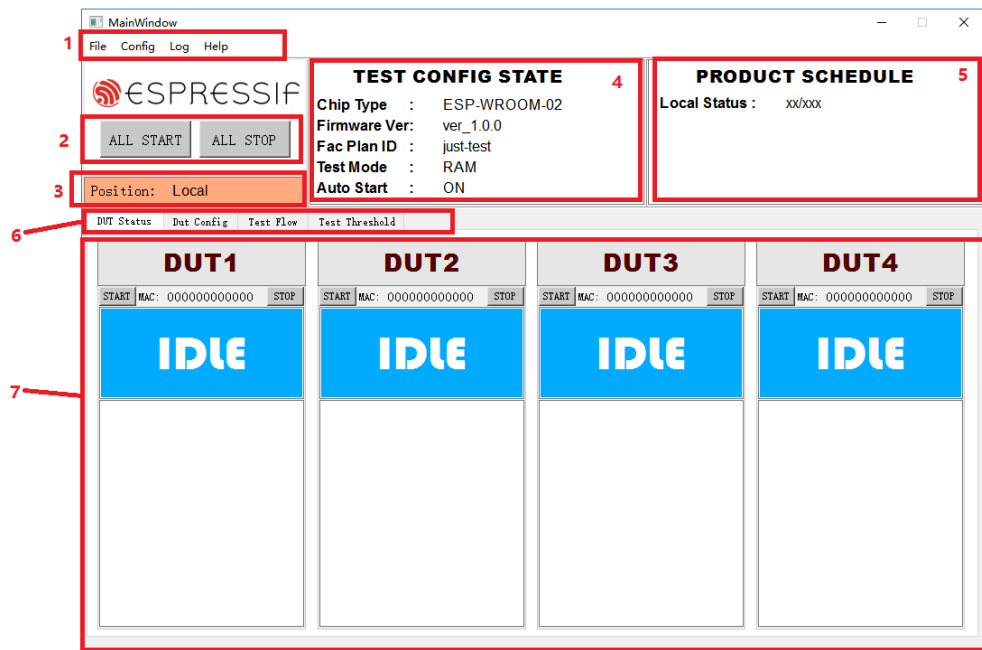 MainWindow
1
File Config Log Help
ESPRESSIF
2
ALL START ALL STOP
3
Position: Local
TEST CONFIG STATE
4
Chip Type : ESP-WROOM-02
Firmware Ver: ver_1.0.0
Fac Plan ID : just-test
Test Mode : RAM
Auto Start : ON
PRODUCT SCHEDULE
5
Local Status : xx/xxx
6
DUT Status Dut Config Test Flow Test Threshold
7
DUT1
START MAC: 000000000000 STOP
IDLE
DUT2
START MAC: 000000000000 STOP
IDLE
DUT3
START MAC: 000000000000 STOP
IDLE
DUT4
START MAC: 000000000000 STOP
IDLE